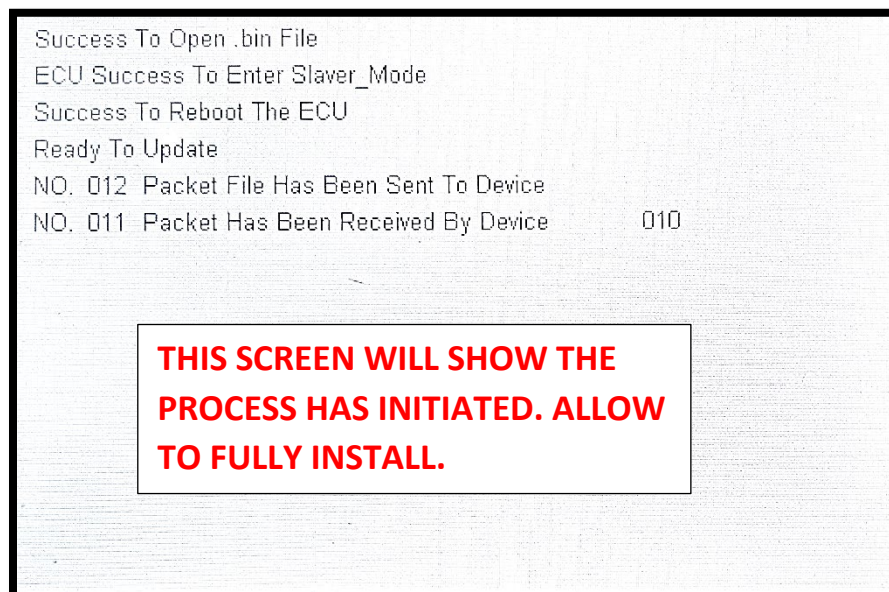 Success To Open .bin File
ECU Success To Enter Slaver_Mode
Success To Reboot The ECU
Ready To Update
NO. 012 Packet File Has Been Sent To Device
NO. 011 Packet Has Been Received By Device 010
THIS SCREEN WILL SHOW THE
PROCESS HAS INITIATED. ALLOW
TO FULLY INSTALL.